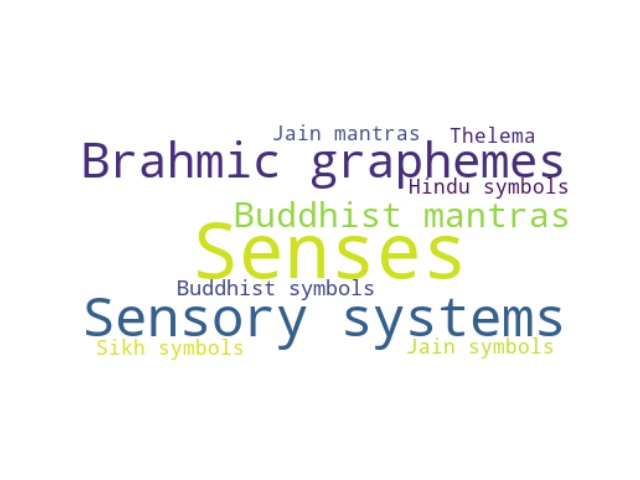 Jain mantras
Thelema
Brahmic graphemes
Hindu symbols
Buddhist mantras
Senses
Buddhist symbols
Sensory systems
Sikh symbols
Jain symbols